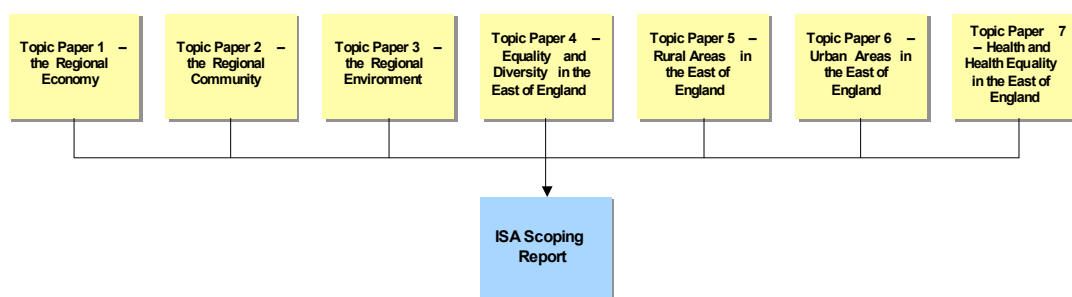 Topic Paper 1 –
the Regional
Economy
Topic Paper 2 –
the Regional
Community
Topic Paper 3 –
the Regional
Environment
Topic Paper 4 –
Equality and
Diversity in the
East of England
Topic Paper 5 –
Rural Areas in
the East of
England
Topic Paper 6 –
Urban Areas in
the East of
England
Topic Paper 7
– Health and
Health Equality
in the East of
England
ISA Scoping
Report